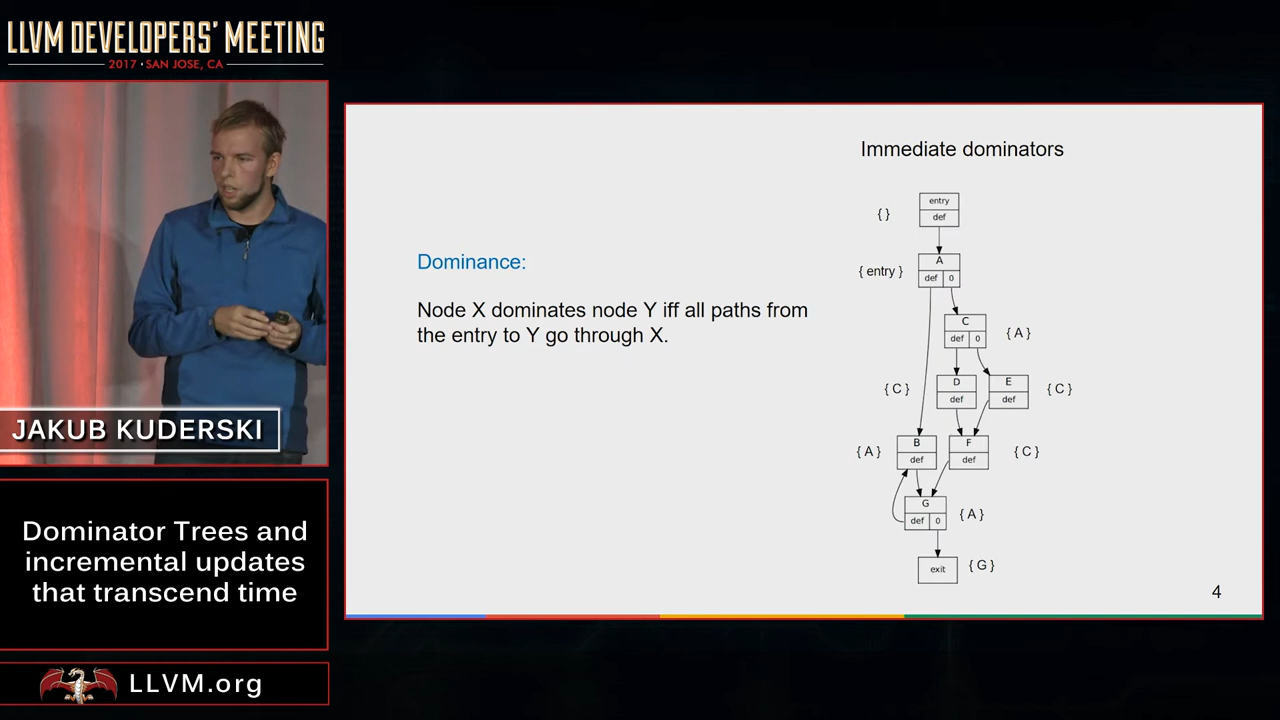 LLVM DEVELOPERS' MEETING
2017 · SAN JOSE, CA
JAKUB KUDERSKI
Dominator Trees and
incremental updates
that transcend time
LLVM.org
Immediate dominators
Dominance:
Node X dominates node Y iff all paths from
the entry to Y go through X.
{ }
entry
def
{ entry }
A
def 0
C
def 0
{ A }
{ C }
D
def
E
def
{ C }
{ A }
B
def
F
def
{ C }
G
def 0
{ A }
exit
{ G }
4